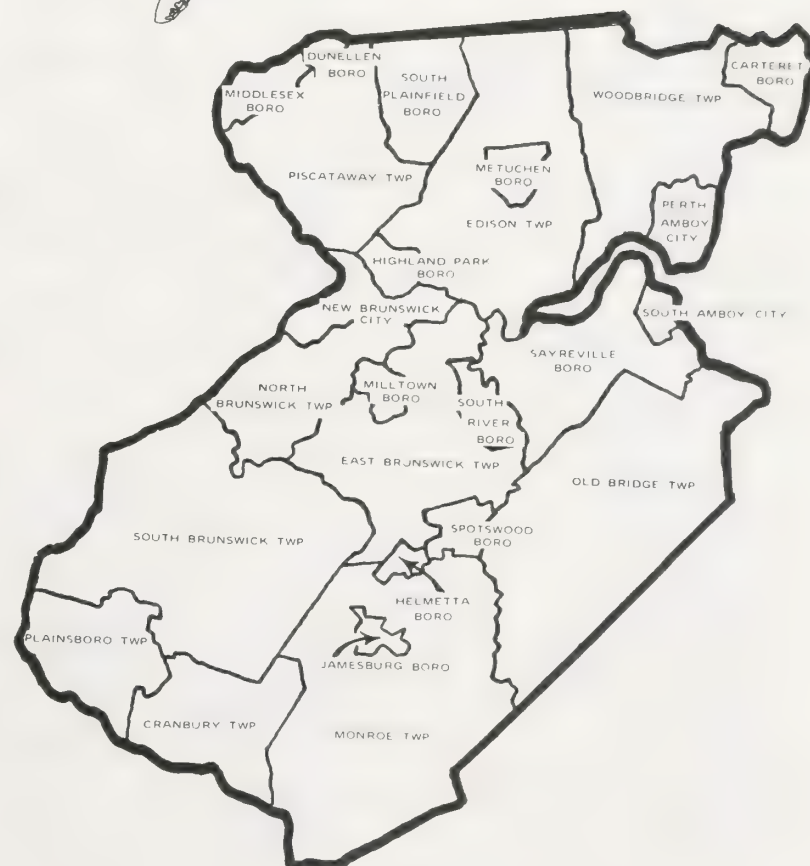 DUNELLEN
BORO
MIDDLESEX
BORO
SOUTH
PLAINFIELD
BORO
WOODBRIDGE TWP
CARTERET
BORO
PISCATAWAY TWP
METUCHEN
BORO
EDISON TWP
PERTH
AMBOY
CITY
HIGHLAND PARK
BORO
NEW BRUNSWICK
CITY
SOUTH AMBOY CITY
SAYREVILLE
BORO
NORTH
BRUNSWICK TWP
MILLTOWN
BORO
SOUTH
RIVER
BORO
EAST BRUNSWICK TWP
OLD BRIDGE TWP
SOUTH BRUNSWICK TWP
SPOTSWOOD
BORO
HELMETTA
BORO
PLAINSBORO TWP
JAMESBURG BORO
CRANBURY TWP
MONROE TWP